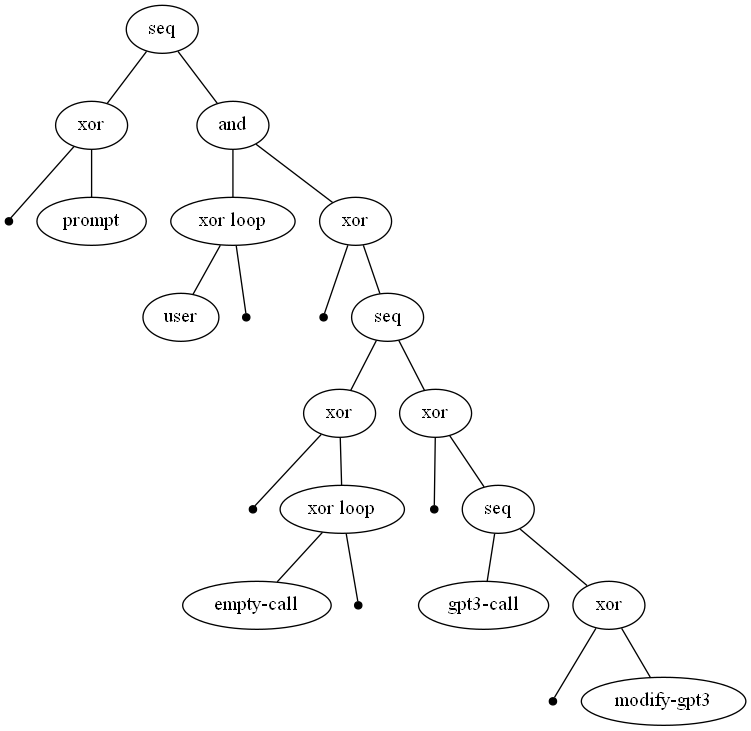 seq
xor and
prompt xor loop xor
user seq
xor xor
xor loop seq
empty-call gpt3-call xor
modify-gpt3